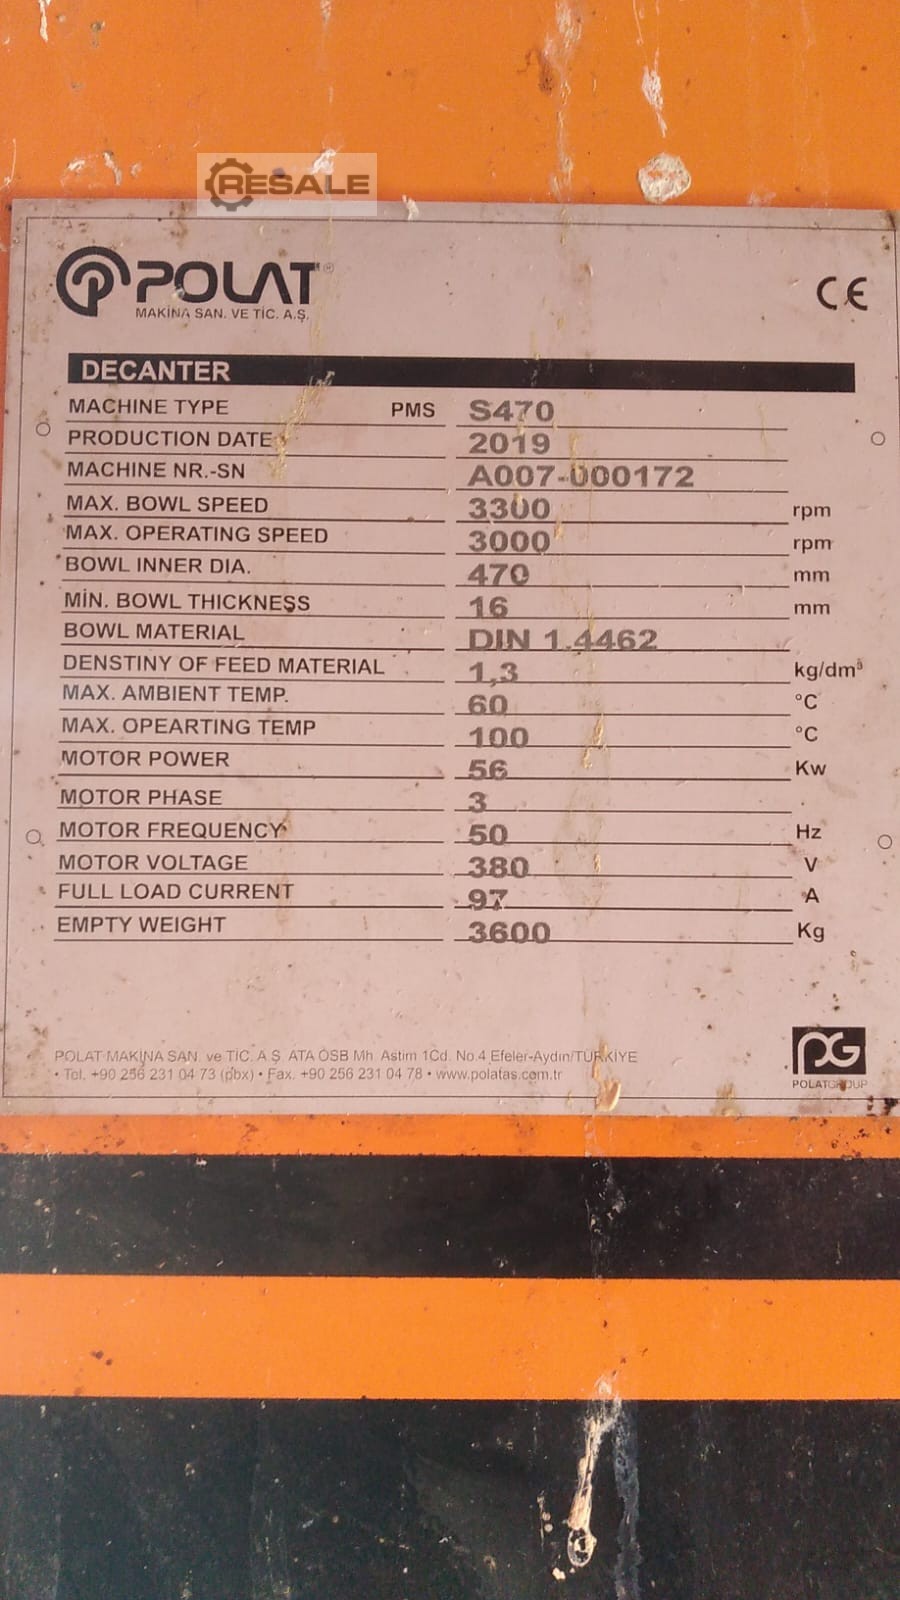 RESALE
POLAT®
MAKİNA SAN. VE TİC. A.Ş.
CE
DECANTER
MACHINE TYPE PMS S470
PRODUCTION DATE 2019
MACHINE NR.-SN A007-000172
MAX. BOWL SPEED 3300 rpm
MAX. OPERATING SPEED 3000 rpm
BOWL INNER DIA. 470 mm
MİN. BOWL THICKNESS 16 mm
BOWL MATERIAL DIN 1.4462
DENSTINY OF FEED MATERIAL 1,3 kg/dm³
MAX. AMBIENT TEMP. 60 °C
MAX. OPEARTING TEMP 100 °C
MOTOR POWER 56 Kw
MOTOR PHASE 3
MOTOR FREQUENCY 50 Hz
MOTOR VOLTAGE 380 V
FULL LOAD CURRENT 97 A
EMPTY WEIGHT 3600 Kg
POLAT MAKİNA SAN. ve TİC. A.Ş. ATA OSB Mh. Astim 1Cd. No.4 Efeler-Aydın/TÜRKİYE
• Tel. +90 256 231 04 73 (pbx) • Fax. +90 256 231 04 78 • www.polatas.com.tr
PG
POLATGROUP